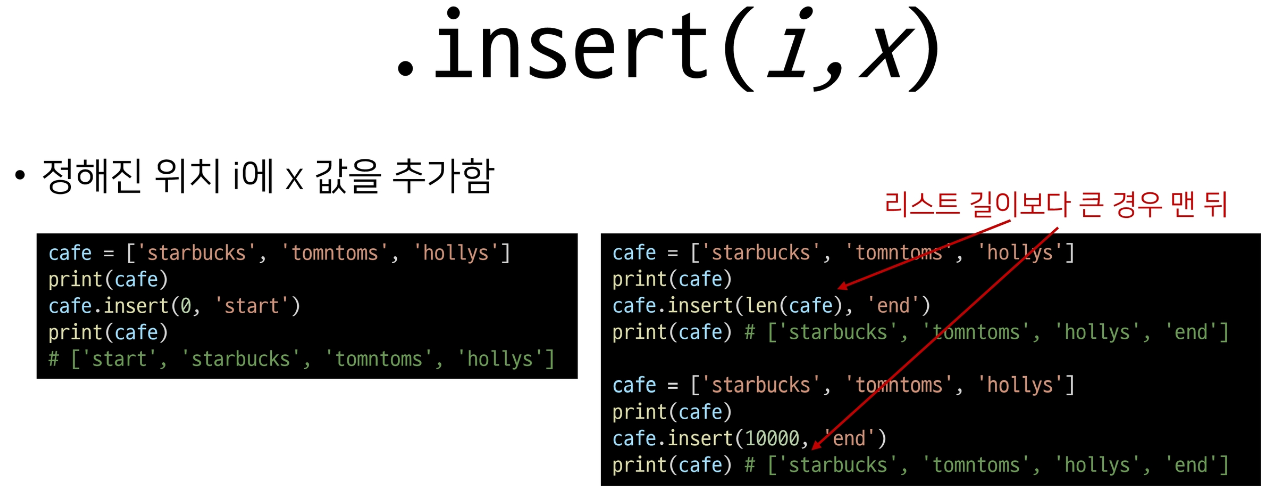 .insert(i,x)
• 정해진 위치 i에 x 값을 추가함
리스트 길이보다 큰 경우 맨 뒤
cafe = ['starbucks', 'tomntoms', 'hollys']
print(cafe)
cafe.insert(0, 'start')
print(cafe)
# ['start', 'starbucks', 'tomntoms', 'hollys']
cafe = ['starbucks', 'tomntoms', 'hollys']
print(cafe)
cafe.insert(len(cafe), 'end')
print(cafe) # ['starbucks', 'tomntoms', 'hollys', 'end']
cafe = ['starbucks', 'tomntoms', 'hollys']
print(cafe)
cafe.insert(10000, 'end')
print(cafe) # ['starbucks', 'tomntoms', 'hollys', 'end']